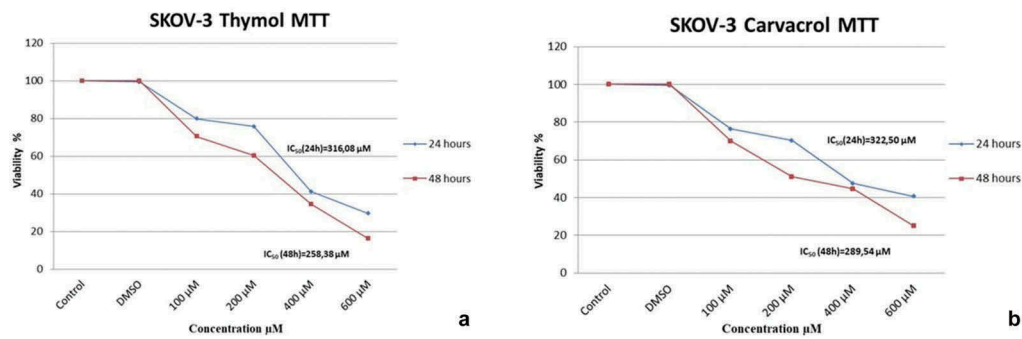 SKOV-3 Thymol MTT
120
100
80
60
40
20
0
Viability %
IC50(24h)=316,08 µM
IC50 (48h)=258,38 µM
24 hours
48 hours
Control
DMSO
100 µM
200 µM
400 µM
600 µM
Concentration µM
a
SKOV-3 Carvacrol MTT
120
100
80
60
40
20
0
Viability %
IC50(24h)=322,50 µM
IC50 (48h)=289,54 µM
24 hours
48 hours
Control
DMSO
100 µM
200 µM
400 µM
600 µM
Concentration µM
b